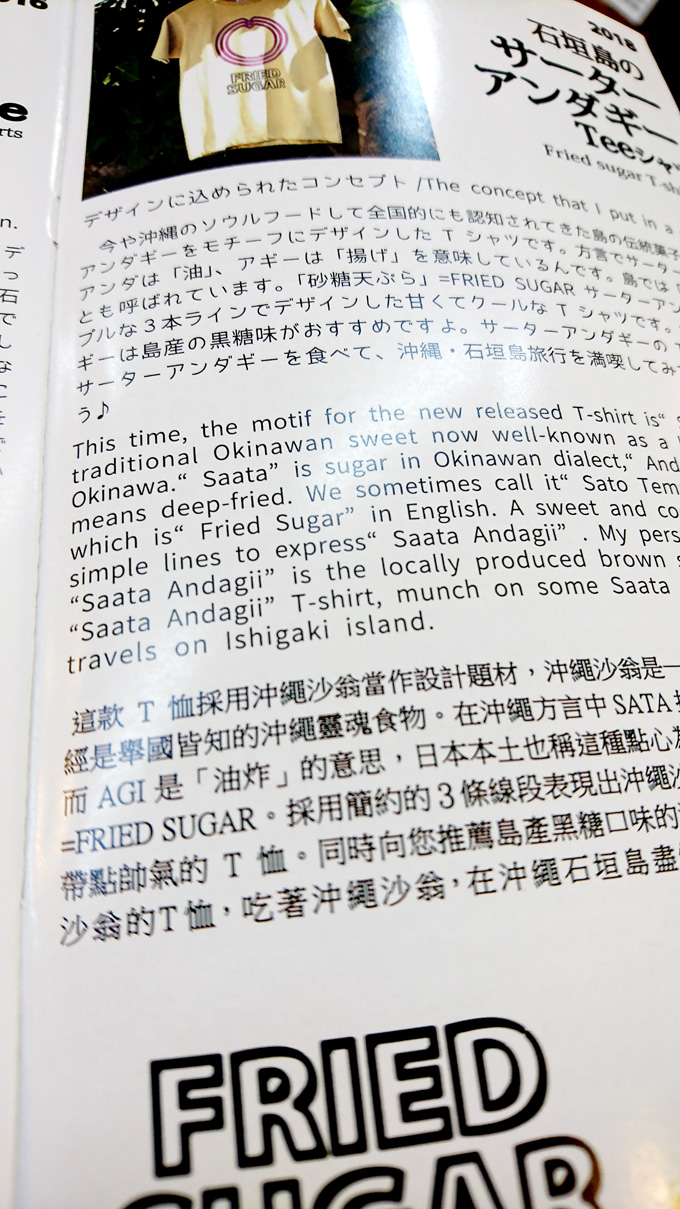 FRIED
SUGAR
2018
石垣島の
サーター
アンダギー
Teeシャ
Fried sugar T-sh
デザインに込められたコンセプト /The concept that I put in a
今や沖縄のソウルフードして全国的にも認知されてきた島の伝統菓子
アンダギーをモチーフにデザインした T シャツです。方言でサーター
アンダは「油」、アギーは「揚げ」を意味しているんです。島では「
とも呼ばれています。「砂糖天ぷら」=FRIED SUGAR サーターアン
プルな３本ラインでデザインした甘くてクールな T シャツです。
ギーは島産の黒糖味がおすすめですよ。サーターアンダギーの
サーターアンダギーを食べて、沖縄・石垣島旅行を満喫してみ
う♪
This time, the motif for the new released T-shirt is“
traditional Okinawan sweet now well-known as a
Okinawa.“ Saata” is sugar in Okinawan dialect,“ And
means deep-fried. We sometimes call it“ Sato Tem
which is“ Fried Sugar” in English. A sweet and co
simple lines to express“ Saata Andagii” . My pers
“Saata Andagii” is the locally produced brown s
“Saata Andagii” T-shirt, munch on some Saata
travels on Ishigaki island.
這款 T 恤採用沖繩沙翁當作設計題材，沖繩沙翁是一
經是舉國皆知的沖繩靈魂食物。在沖繩方言中 SATA
而 AGI 是「油炸」的意思，日本本土也稱這種點心為
=FRIED SUGAR。採用簡約的 3 條線段表現出沖繩沙
帶點帥氣的 T 恤。同時向您推薦島產黑糖口味的
沙翁的T恤，吃著沖繩沙翁，在沖繩石垣島盡
FRIED
SUGAR
e
rts
n.
デ
っ
石
で
し
な